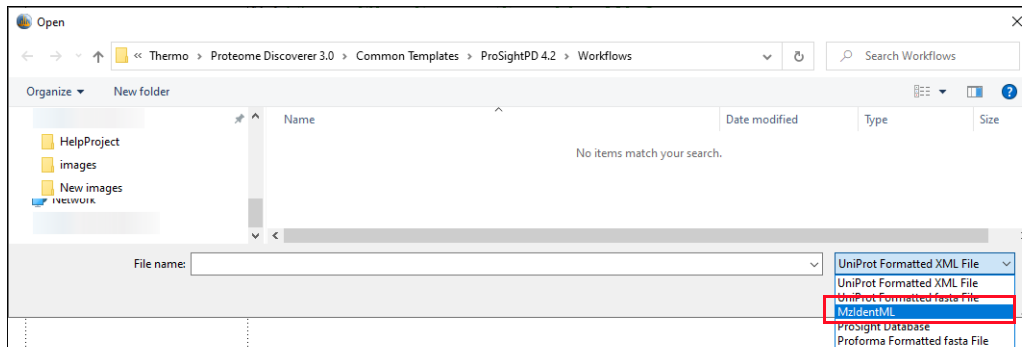 Open
« Thermo > Proteome Discoverer 3.0 > Common Templates > ProSightPD 4.2 > Workflows
Search Workflows
Organize
New folder
Name
Date modified
Type
Size
HelpProject
images
New images
Network
No items match your search.
File name:
UniProt Formatted XML File
UniProt Formatted XML File
UniProt Formatted fasta File
MzIdentML
ProSight Database
Proforma Formatted fasta File